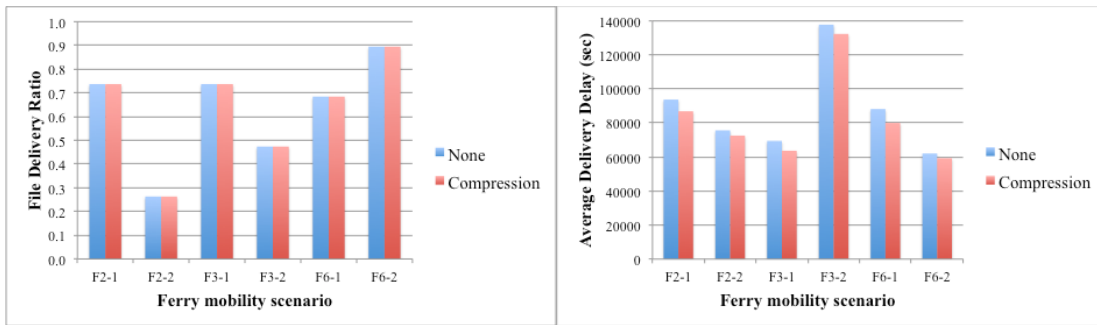 File Delivery Ratio
1.0
0.9
0.8
0.7
0.6
0.5
0.4
0.3
0.2
0.1
0.0
F2-1 F2-2 F3-1 F3-2 F6-1 F6-2
Ferry mobility scenario
None
Compression
Average Delivery Delay (sec)
140000
120000
100000
80000
60000
40000
20000
0
F2-1 F2-2 F3-1 F3-2 F6-1 F6-2
Ferry mobility scenario
None
Compression